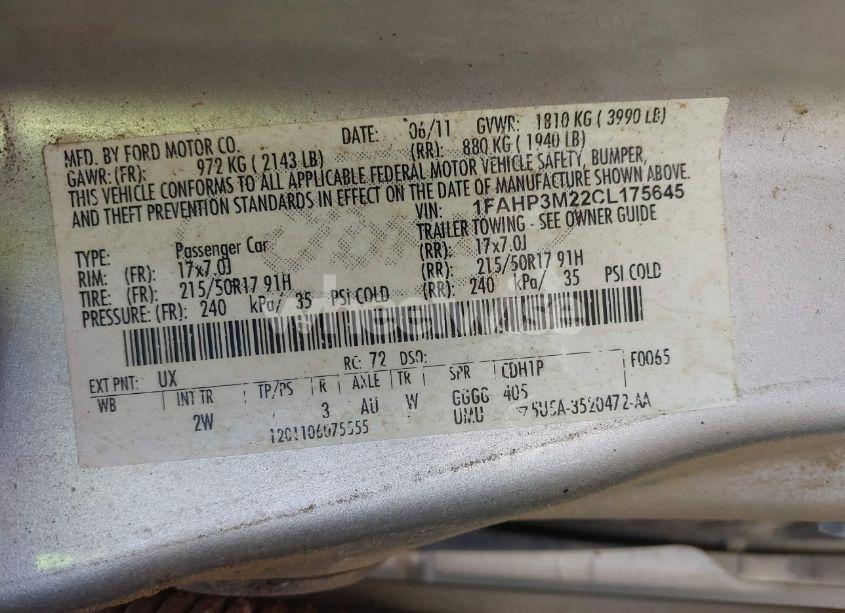 MFD. BY FORD MOTOR CO. DATE: 06/11 GVWR: 1810 KG ( 3990 LB)
GAWR: (FR): 972 KG ( 2143 LB) (RR): 880 KG ( 1940 LB)
THIS VEHICLE CONFORMS TO ALL APPLICABLE FEDERAL MOTOR VEHICLE SAFETY, BUMPER,
AND THEFT PREVENTION STANDARDS IN EFFECT ON THE DATE OF MANUFACTURE SHOWN ABOVE.
VIN: 1FAHP3M22CL175645
TYPE: Passenger Car TRAILER TOWING - SEE OWNER GUIDE
RIM: (FR): 17x7.0J (RR): 17x7.0J
TIRE: (FR): 215/50R17 91H (RR): 215/50R17 91H
PRESSURE: (FR): 240 kPa/ 35 PSI COLD (RR): 240 kPa/ 35 PSI COLD
EXT PNT: UX RC: 72 DSO: F0065
WB INT TR TP/PS R AXLE TR SPR CDH1P
2W 3 AU W GGGG 405
1201106075555 UMU